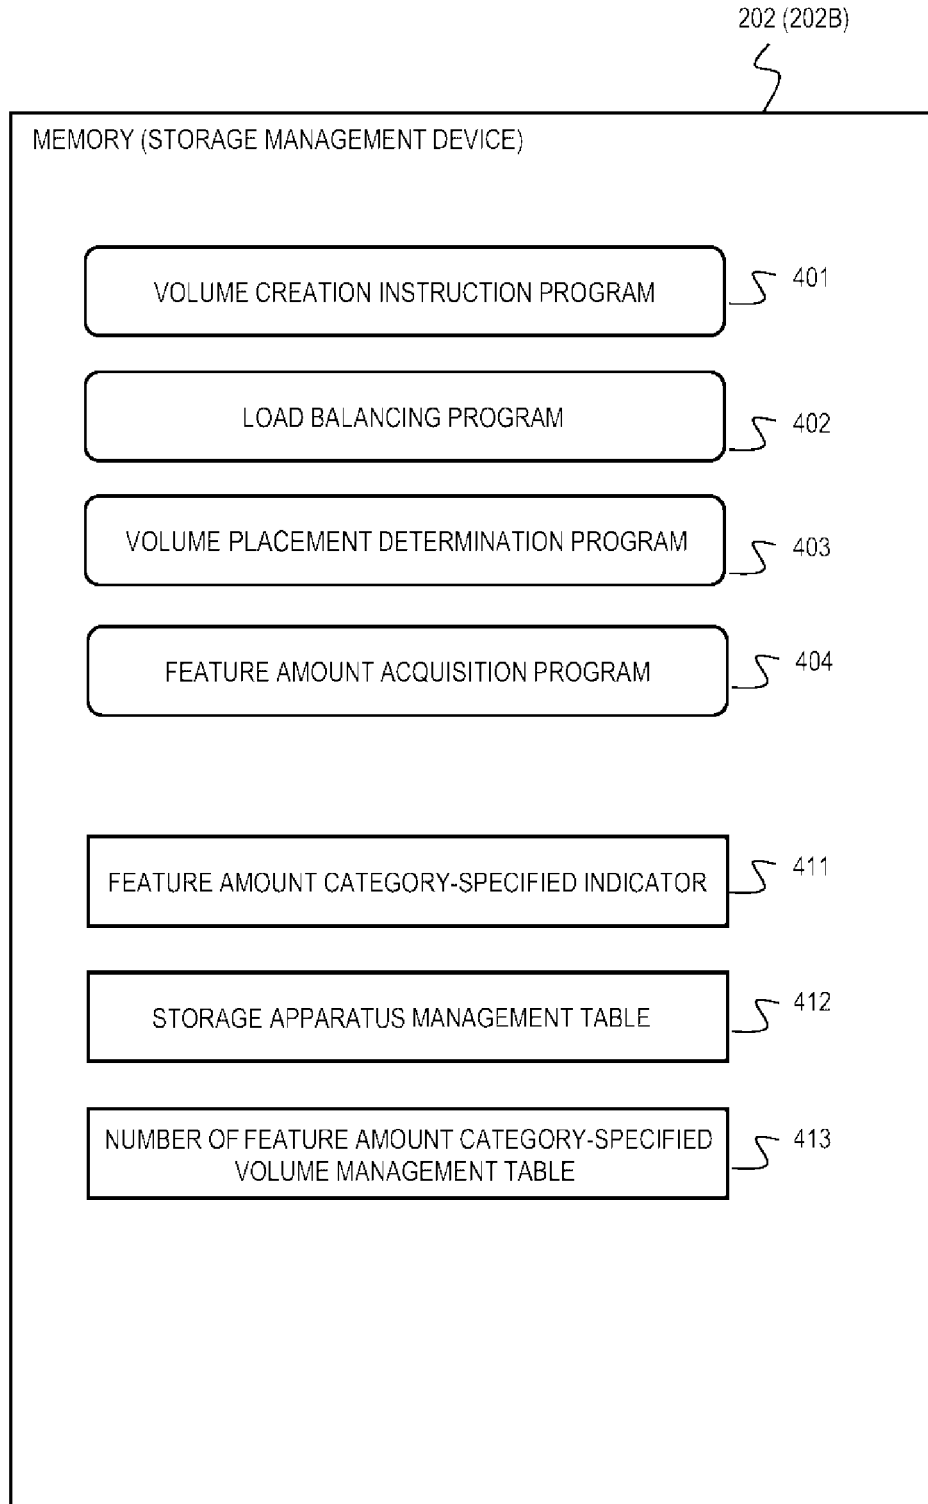 202 (202B)
MEMORY (STORAGE MANAGEMENT DEVICE)
VOLUME CREATION INSTRUCTION PROGRAM
401
LOAD BALANCING PROGRAM
402
VOLUME PLACEMENT DETERMINATION PROGRAM
403
FEATURE AMOUNT ACQUISITION PROGRAM
404
FEATURE AMOUNT CATEGORY-SPECIFIED INDICATOR
411
STORAGE APPARATUS MANAGEMENT TABLE
412
NUMBER OF FEATURE AMOUNT CATEGORY-SPECIFIED
VOLUME MANAGEMENT TABLE
413